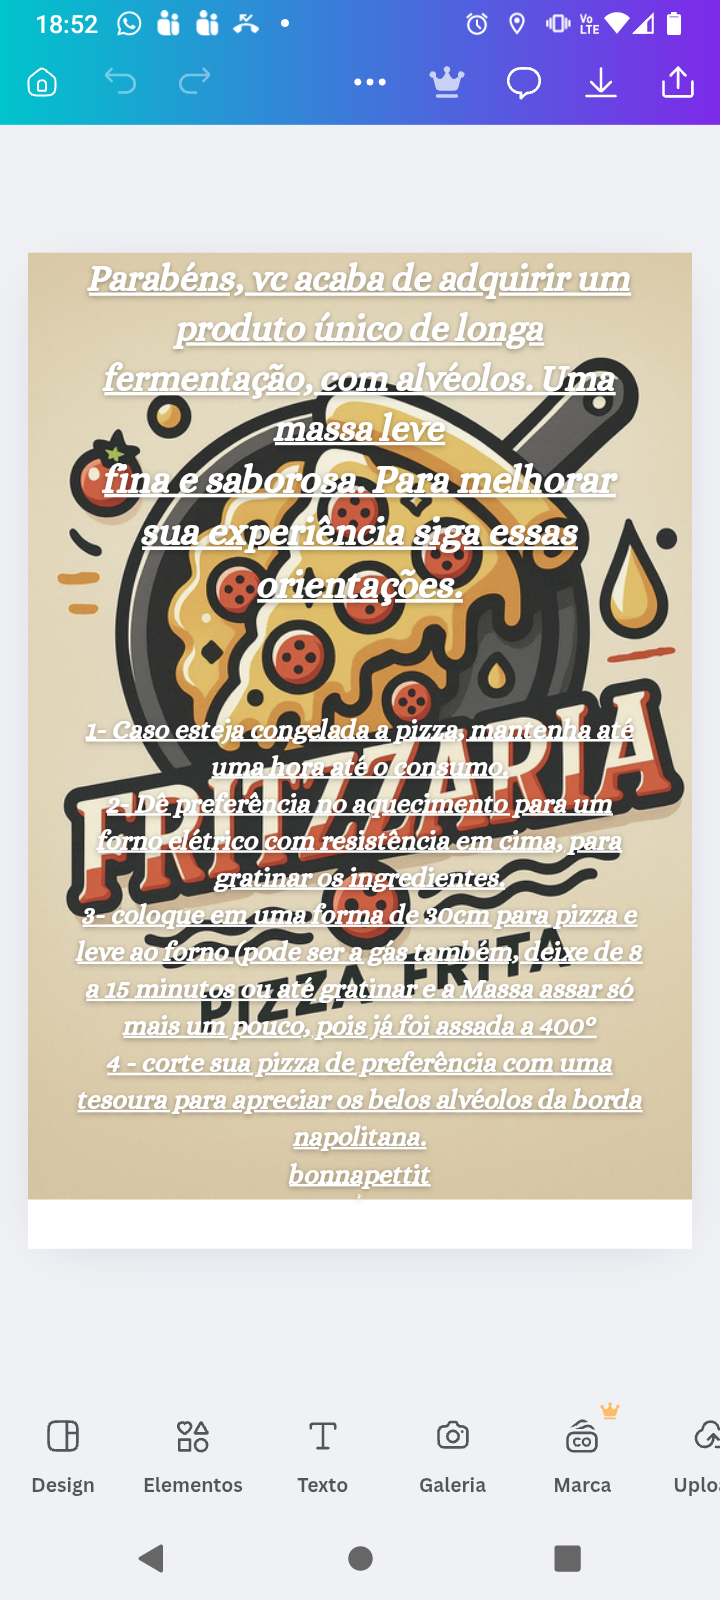 18:52
Vo
LTE
Parabéns, vc acaba de adquirir um
produto único de longa
fermentação, com alvéolos. Uma
massa leve
fina e saborosa. Para melhorar
sua experiência siga essas
orientações.
1- Caso esteja congelada a pizza, mantenha até
uma hora até o consumo.
2- Dê preferência no aquecimento para um
forno elétrico com resistência em cima, para
gratinar os ingredientes.
3- coloque em uma forma de 30cm para pizza e
leve ao forno (pode ser a gás também, deixe de 8
a 15 minutos ou até gratinar e a Massa assar só
mais um pouco, pois já foi assada a 400º
4 - corte sua pizza de preferência com uma
tesoura para apreciar os belos alvéolos da borda
napolitana.
bonnapettit
FRITZZARIA
PIZZA FRITA
CO
Design Elementos Texto Galeria Marca Uploa